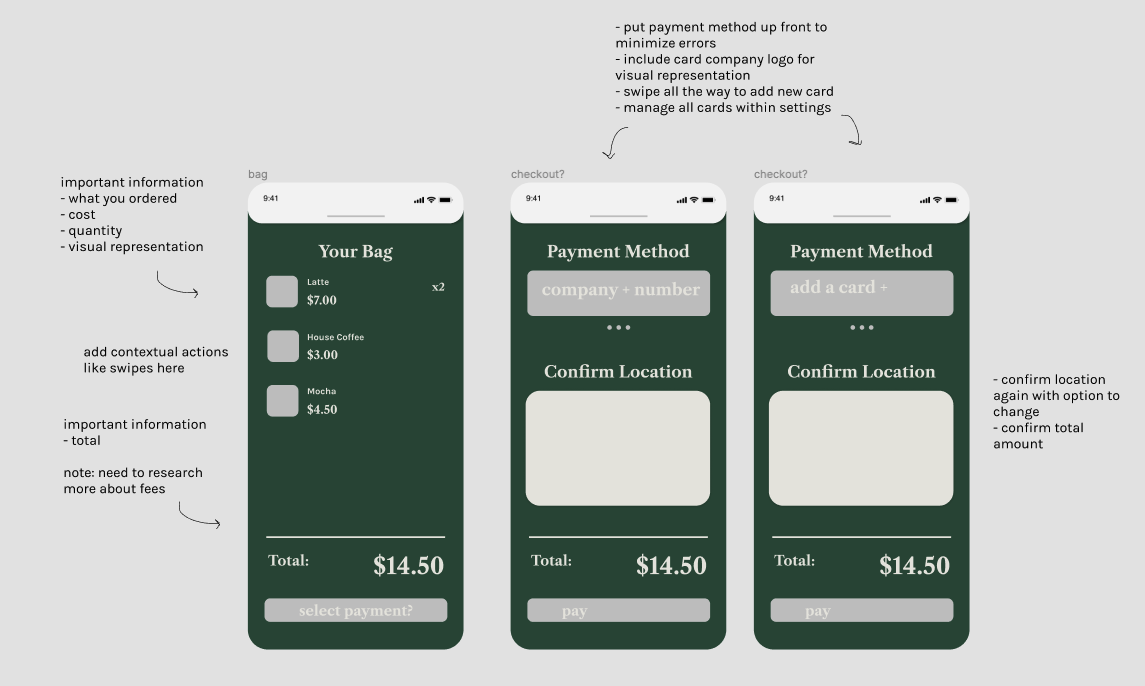 - put payment method up front to
minimize errors
- include card company logo for
visual representation
- swipe all the way to add new card
- manage all cards within settings
important information
- what you ordered
- cost
- quantity
- visual representation
add contextual actions
like swipes here
important information
- total
note: need to research
more about fees
bag
9:41
Your Bag
Latte
$7.00
x2
House Coffee
$3.00
Mocha
$4.50
Total: $14.50
select payment?
checkout?
9:41
Payment Method
company + number
Confirm Location
Total: $14.50
pay
checkout?
9:41
Payment Method
add a card +
Confirm Location
Total: $14.50
pay
- confirm location
again with option to
change
- confirm total
amount